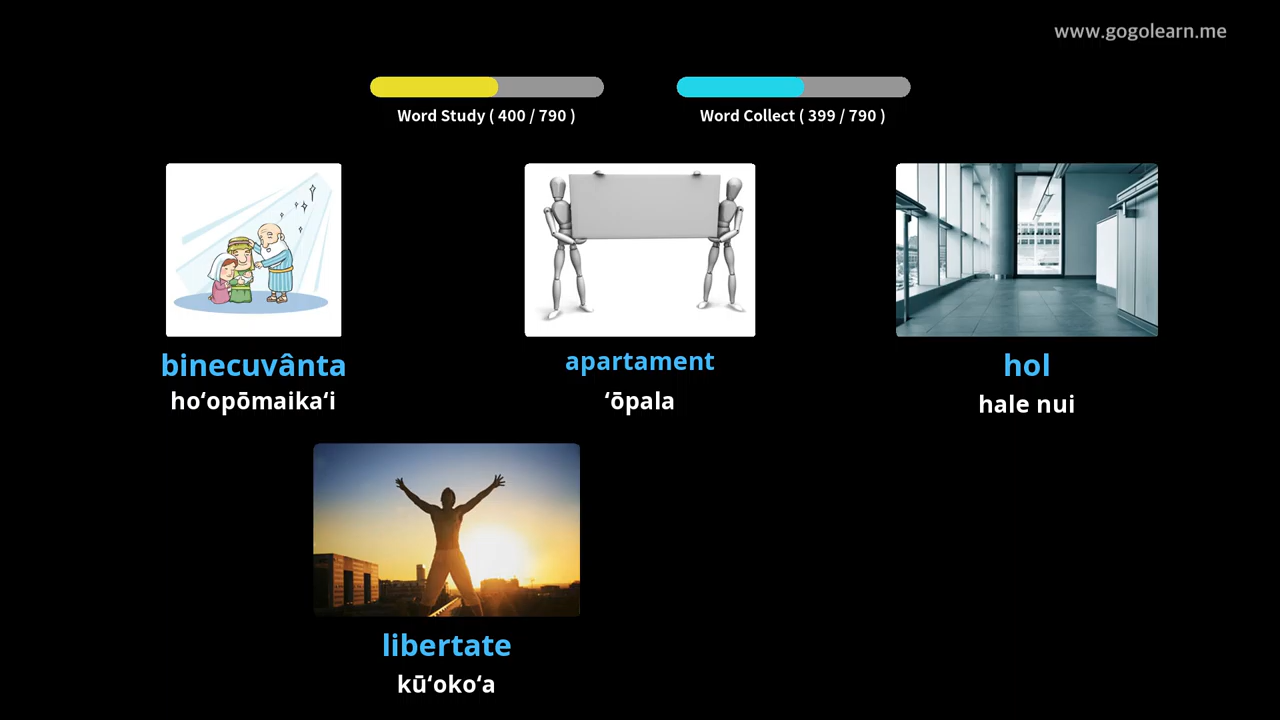 www.gogolearn.me
Word Study ( 400 / 790 )
Word Collect ( 399 / 790 )
binecuvânta
hoʻopōmaikaʻi
apartament
ʻōpala
hol
hale nui
libertate
kūʻokoʻa